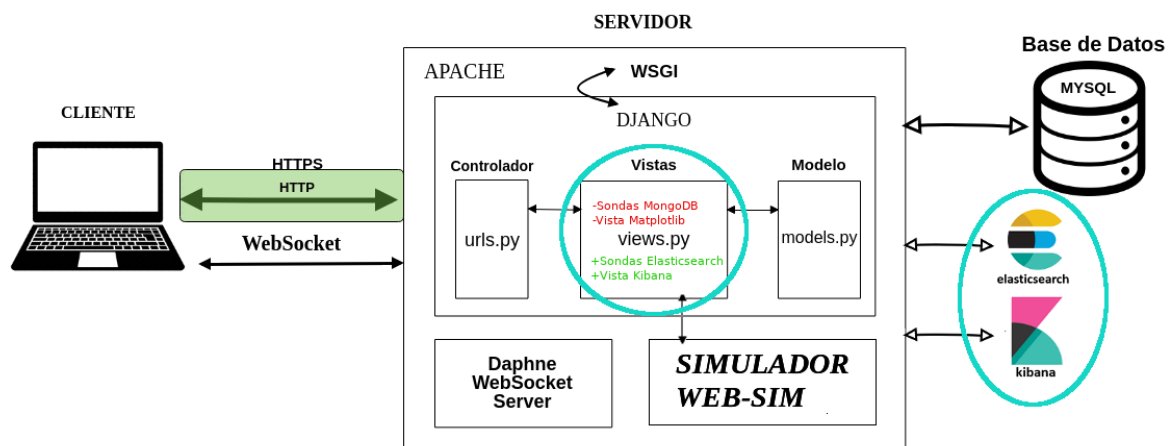 SERVIDOR
Base de Datos
MYSQL
APACHE
WSGI
CLIENTE
DJANGO
HTTPS
HTTP
WebSocket
Controlador
urls.py
Vistas
-Sondas MongoDB
-Vista Matplotlib
views.py
+Sondas Elasticsearch
+Vista Kibana
Modelo
models.py
elasticsearch
kibana
Daphne
WebSocket
Server
SIMULADOR
WEB-SIM